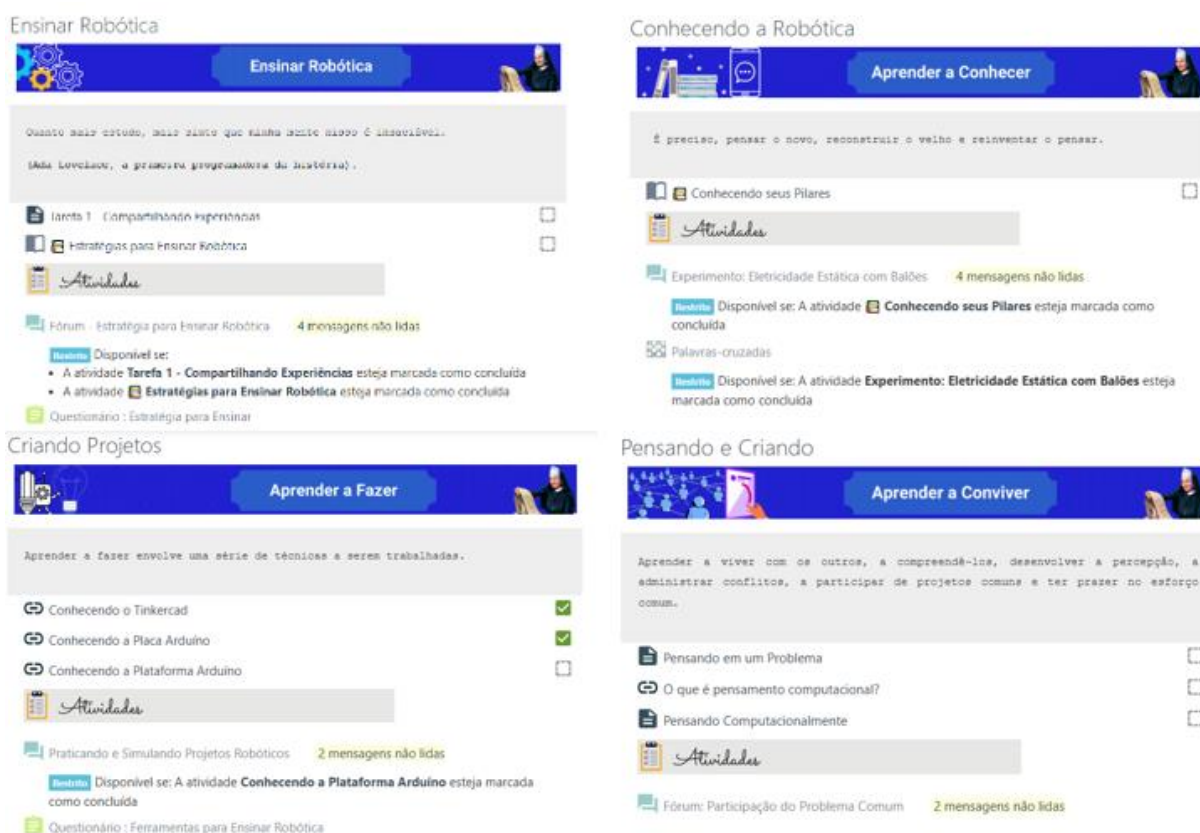 Ensinar Robótica
Ensinar Robótica
Quanto mais estudo, mais sinto que minha mente nisso é insaciável.
(Ada Lovelace, a primeira programadora da história).
Tarefa 1 - Compartilhando Experiências
Estratégias para Ensinar Robótica
Atividades
Fórum - Estratégia para Ensinar Robótica 4 mensagens não lidas
Restrito Disponível se:
• A atividade Tarefa 1 - Compartilhando Experiências esteja marcada como concluída
• A atividade Estratégias para Ensinar Robótica esteja marcada como concluída
Questionário : Estratégia para Ensinar
Conhecendo a Robótica
Aprender a Conhecer
É preciso, pensar o novo, reconstruir o velho e reinventar o pensar.
Conhecendo seus Pilares
Atividades
Experimento: Eletricidade Estática com Balões 4 mensagens não lidas
Restrito Disponível se: A atividade Conhecendo seus Pilares esteja marcada como
concluída
Palavras-cruzadas
Restrito Disponível se: A atividade Experimento: Eletricidade Estática com Balões esteja
marcada como concluída
Criando Projetos
Aprender a Fazer
Aprender a fazer envolve uma série de técnicas a serem trabalhadas.
Conhecendo o Tinkercad
Conhecendo a Placa Arduíno
Conhecendo a Plataforma Arduíno
Atividades
Praticando e Simulando Projetos Robóticos 2 mensagens não lidas
Restrito Disponível se: A atividade Conhecendo a Plataforma Arduíno esteja marcada
como concluída
Questionário : Ferramentas para Ensinar Robótica
Pensando e Criando
Aprender a Conviver
Aprender a viver com os outros, a compreendê-los, desenvolver a percepção, a
administrar conflitos, a participar de projetos comuns e ter prazer no esforço
comum.
Pensando em um Problema
O que é pensamento computacional?
Pensando Computacionalmente
Atividades
Fórum: Participação do Problema Comum 2 mensagens não lidas